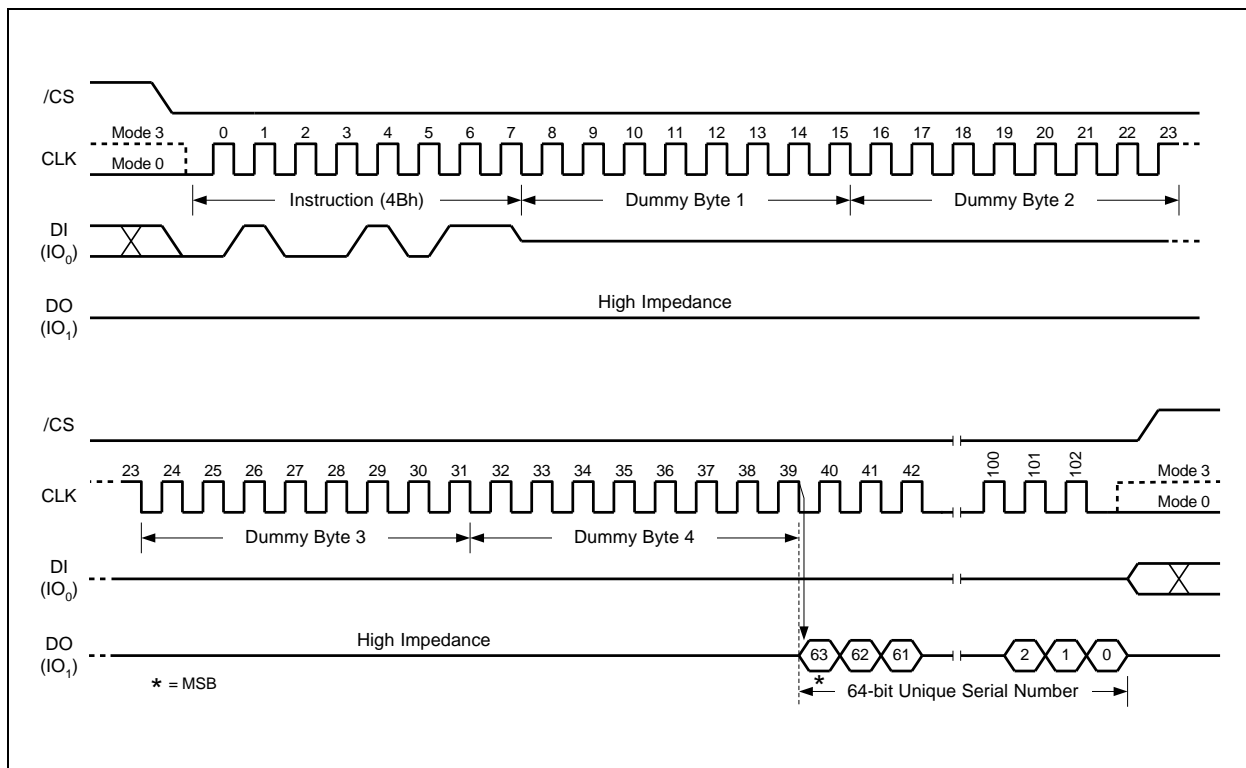 /CS
Mode 3
0 1 2 3 4 5 6 7 8 9 10 11 12 13 14 15 16 17 18 19 20 21 22 23
CLK
Mode 0
Instruction (4Bh) Dummy Byte 1 Dummy Byte 2
DI
(IO0)
High Impedance
DO
(IO1)
/CS
23 24 25 26 27 28 29 30 31 32 33 34 35 36 37 38 39 40 41 42 100 101 102
Mode 3
CLK
Mode 0
Dummy Byte 3 Dummy Byte 4
DI
(IO0)
High Impedance
DO
(IO1)
63 62 61 2 1 0
* = MSB
*
64-bit Unique Serial Number